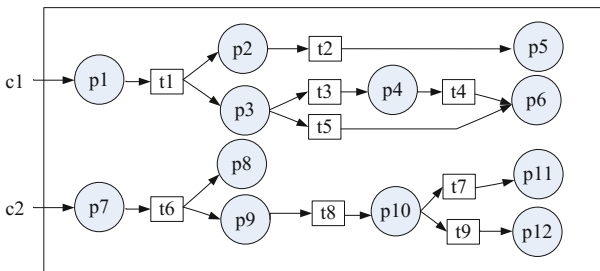 c1 p1 t1 p2 t2 p5
p3 t3 p4 t4 p6
t5
c2 p7 t6 p8
p9 t8 p10 t7 p11
t9 p12